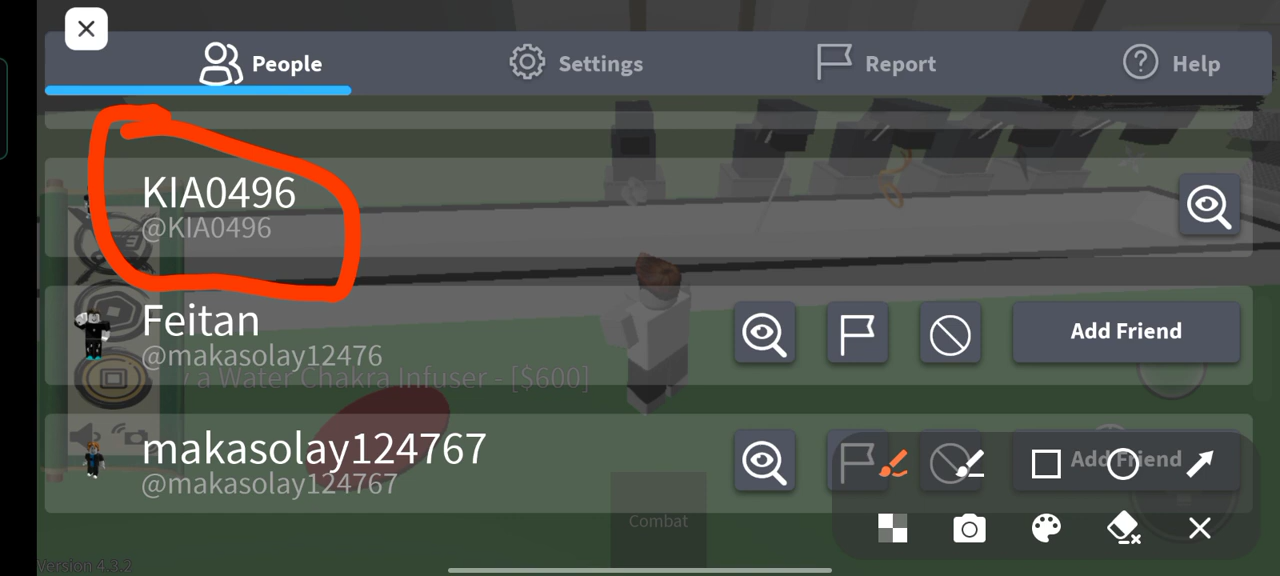 People
Settings
Report
Help
KIA0496
@KIA0496
Feitan
@makasolay12476
Add Friend
y a Water Chakra Infuser - [$600]
makasolay124767
@makasolay124767
Add Friend
Combat
Version 4.3.2